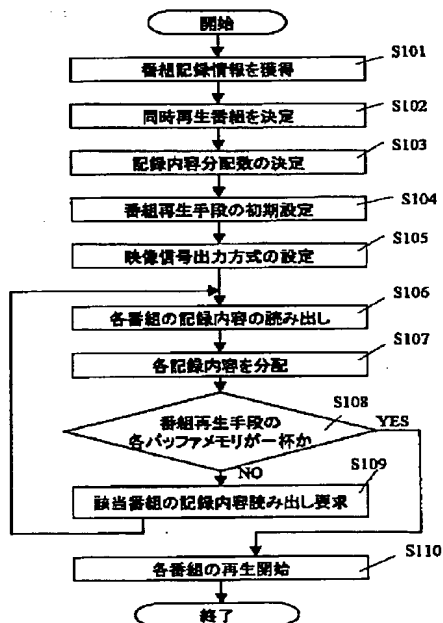 開始
S101
番組記録情報を獲得
S102
同時再生番組を決定
S103
記録内容分配数の決定
S104
番組再生手段の初期設定
S105
映像信号出力方式の設定
S106
各番組の記録内容の読み出し
S107
各記録内容を分配
S108
番組再生手段の
各バッファメモリが一杯か
YES
NO
S109
該当番組の記録内容読み出し要求
S110
各番組の再生開始
終了